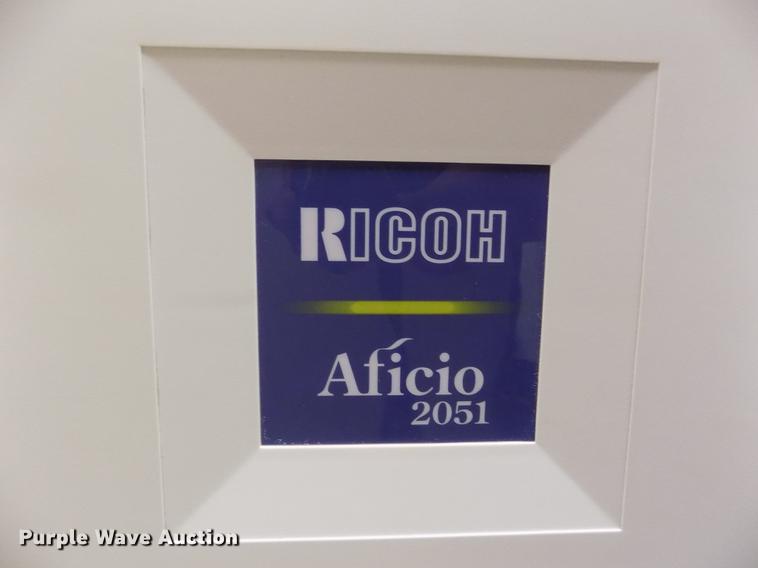 RICOH
Aficio
2051
Purple Wave Auction